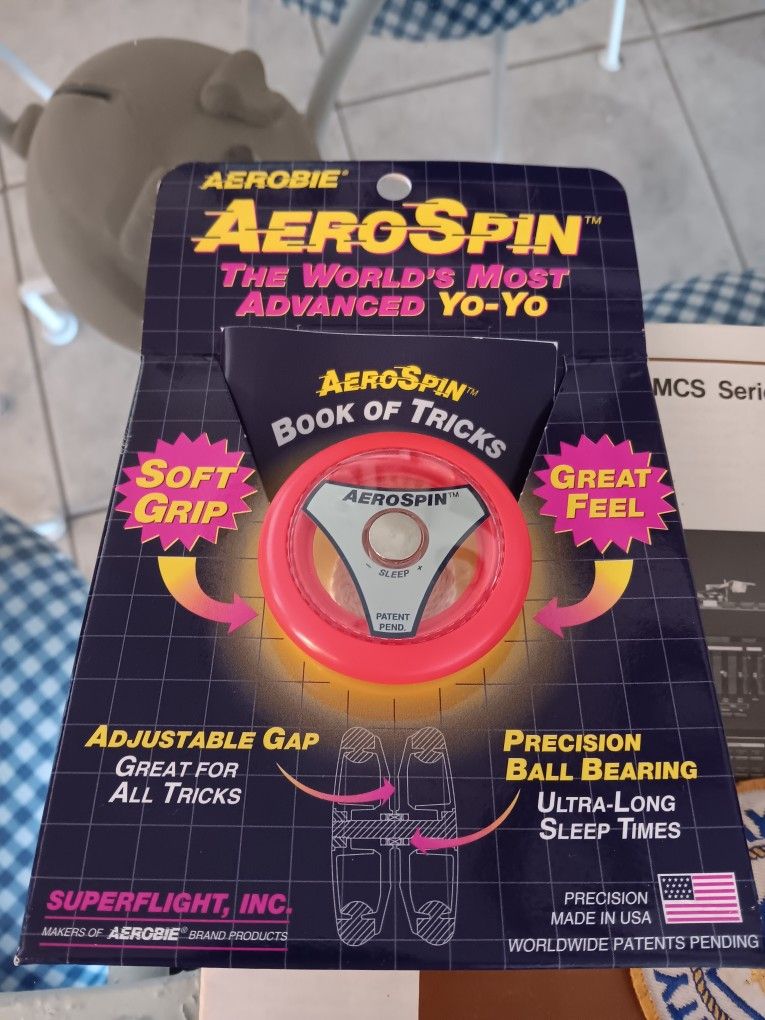 AEROBIE®
AEROSPIN™
THE WORLD'S MOST
ADVANCED YO-YO
AEROSPIN™
BOOK OF TRICKS
SOFT
GRIP
GREAT
FEEL
AEROSPIN™
- SLEEP +
PATENT
PEND.
MCS
ADJUSTABLE GAP
GREAT FOR
ALL TRICKS
PRECISION
BALL BEARING
ULTRA-LONG
SLEEP TIMES
SUPERFLIGHT, INC.
MAKERS OF AEROBIE® BRAND PRODUCTS
PRECISION
MADE IN USA
WORLDWIDE PATENTS PENDING